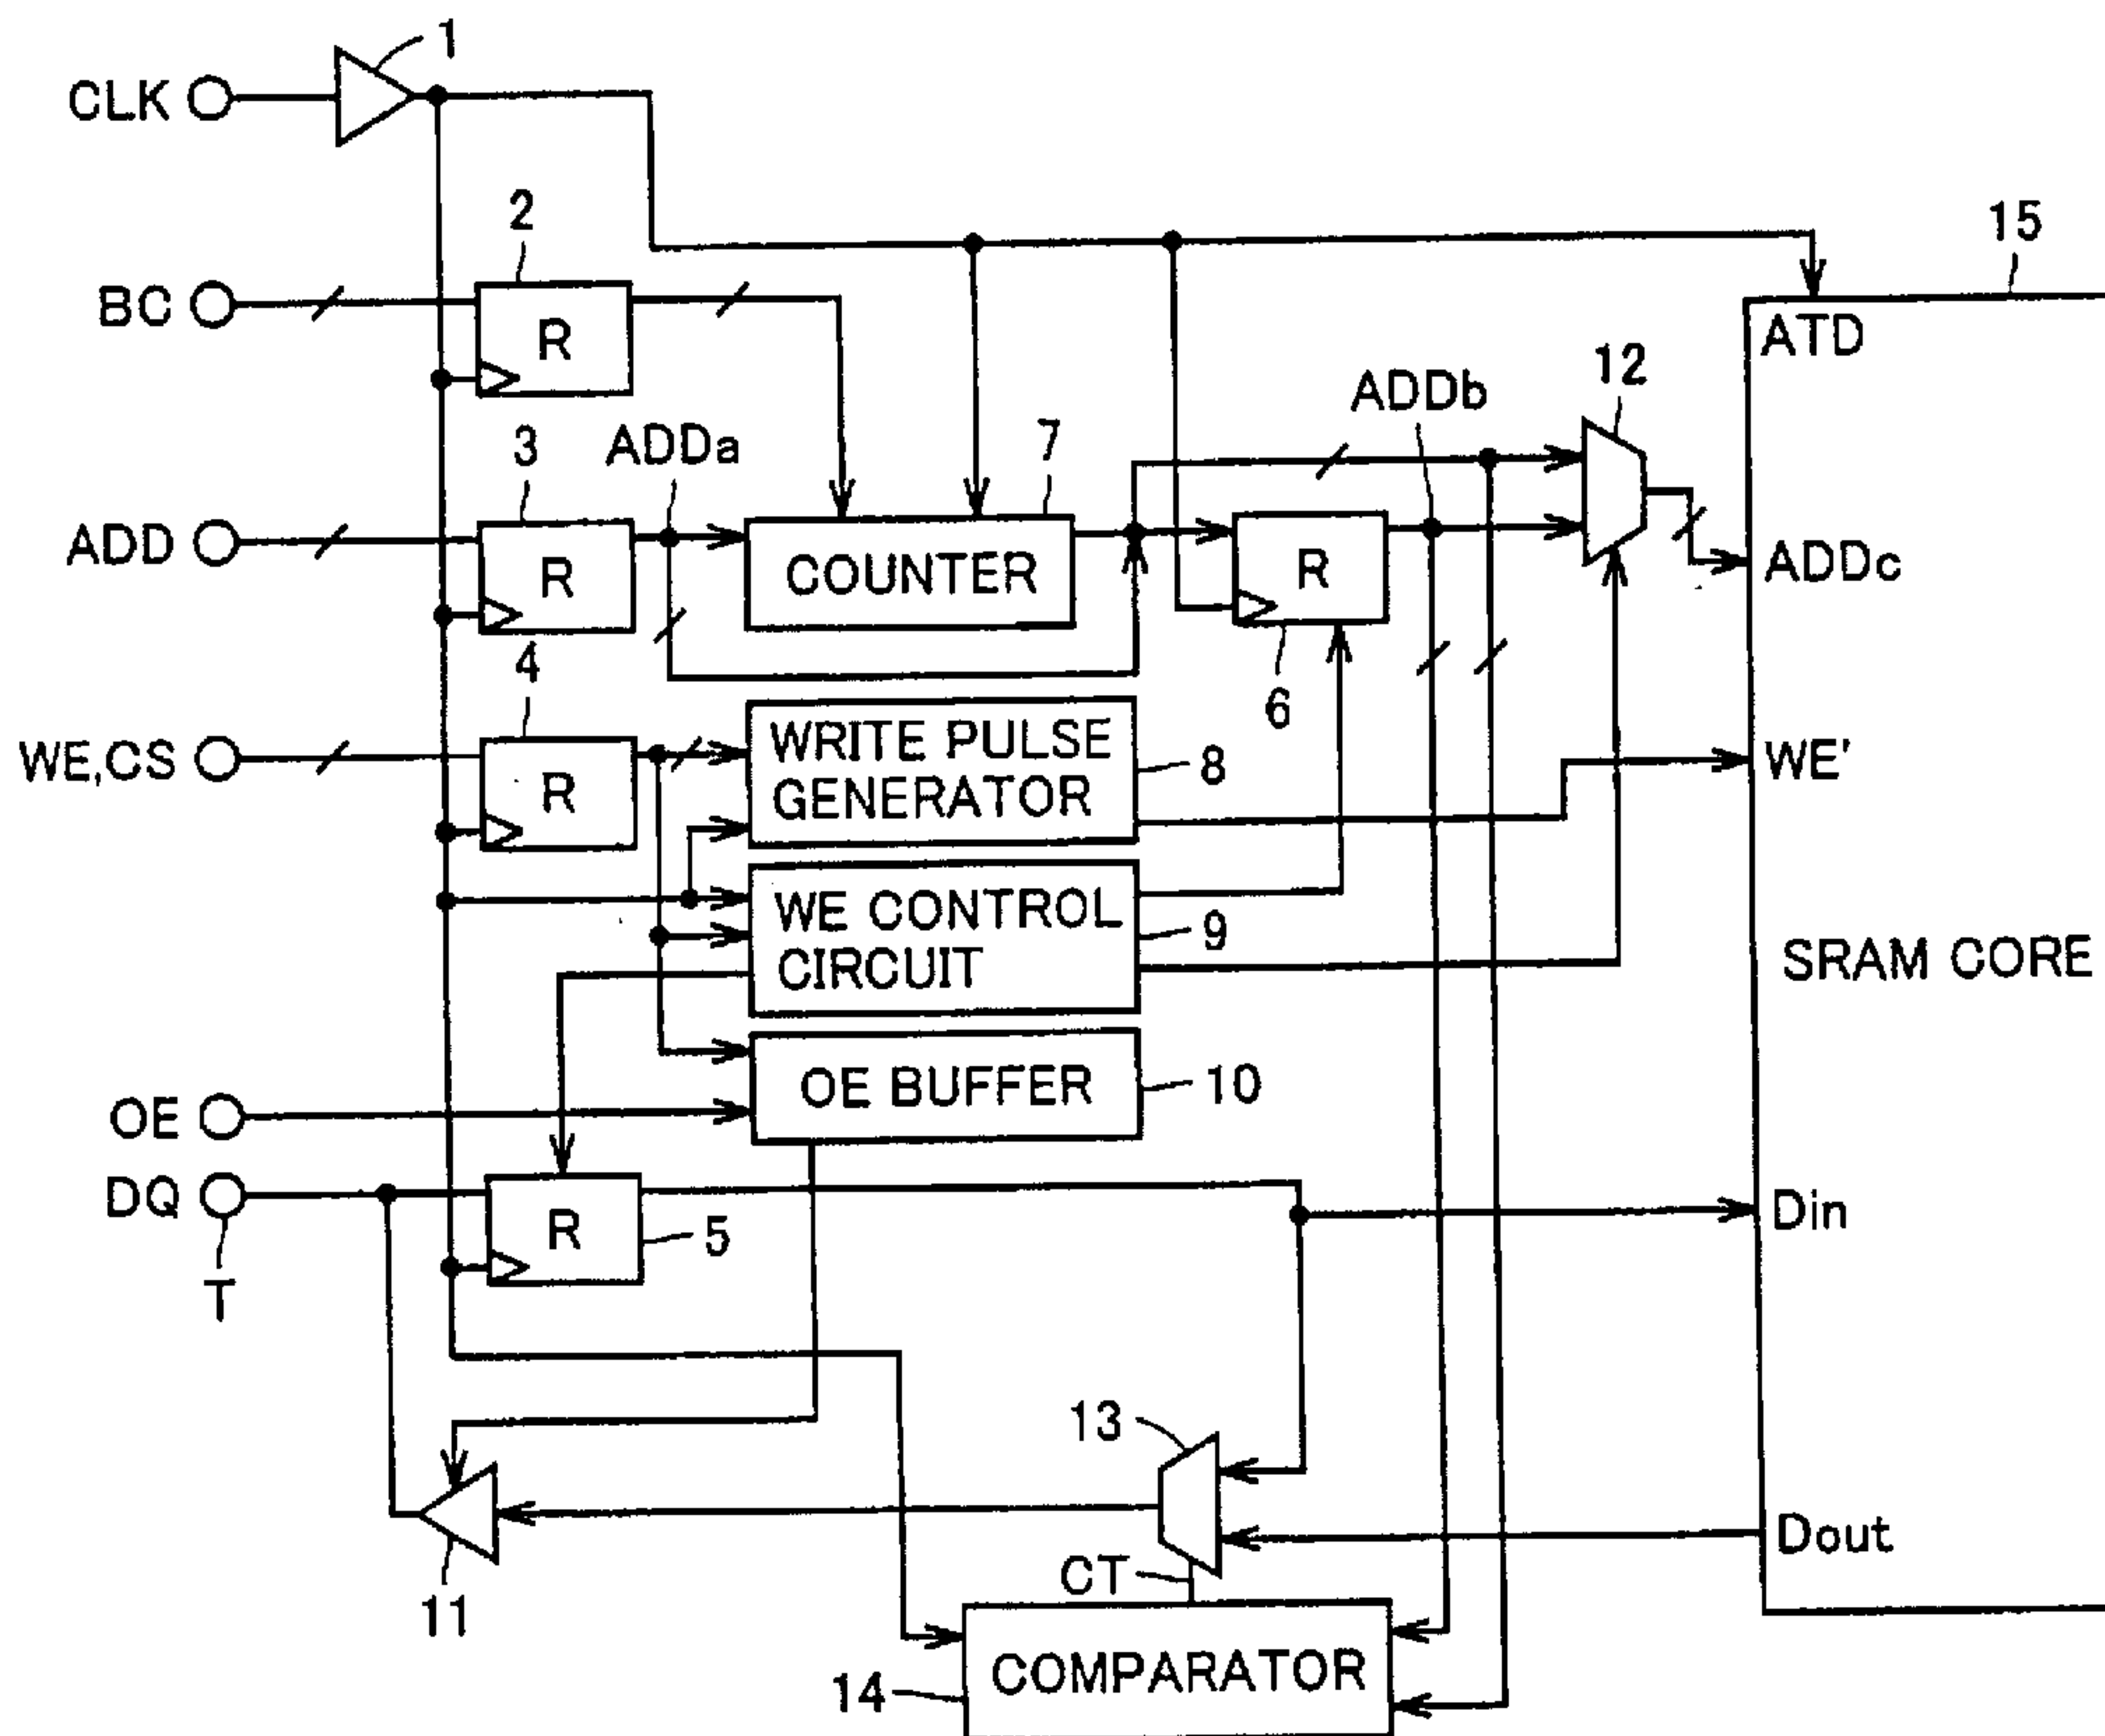 1
CLK
2
15
BC
R
ATD
12
ADDb
3
ADDa
7
ADD
R
COUNTER
R
ADDc
4
6
WE,CS
R
WRITE PULSE
GENERATOR
8
WE'
WE CONTROL
CIRCUIT
9
SRAM CORE
OE
OE BUFFER
10
DQ
R
5
Din
T
13
CT
Dout
11
14
COMPARATOR